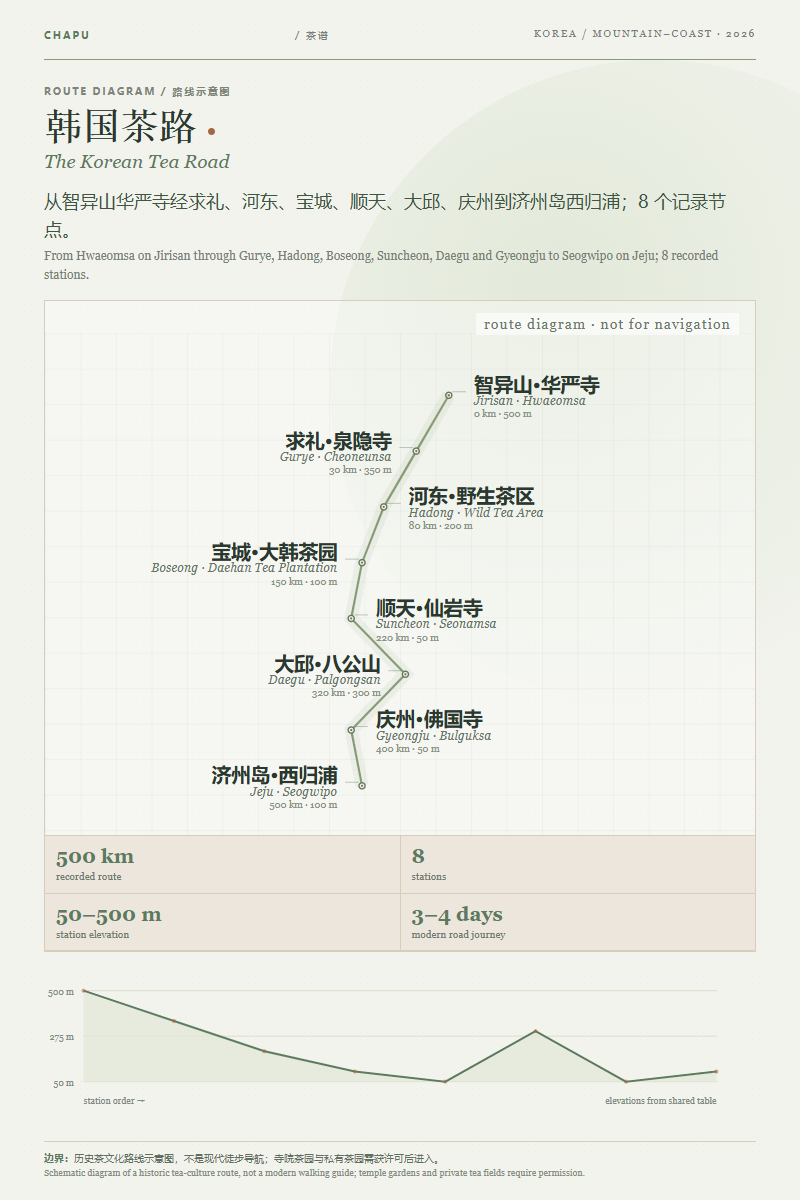 CHAPU / 茶谱 KOREA / MOUNTAIN–COAST · 2026
ROUTE DIAGRAM / 路线示意图
韩国茶路
The Korean Tea Road
从智异山华严寺经求礼、河东、宝城、顺天、大邱、庆州到济州岛西归浦；8 个记录节
点。
From Hwaeomsa on Jirisan through Gurye, Hadong, Boseong, Suncheon, Daegu and Gyeongju to Seogwipo on Jeju; 8 recorded
stations.
route diagram · not for navigation
智异山·华严寺
Jirisan · Hwaeomsa
0 km · 500 m
求礼·泉隐寺
Gurye · Cheoneunsa
30 km · 350 m
河东·野生茶区
Hadong · Wild Tea Area
80 km · 200 m
宝城·大韩茶园
Boseong · Daehan Tea Plantation
150 km · 100 m
顺天·仙岩寺
Suncheon · Seonamsa
220 km · 50 m
大邱·八公山
Daegu · Palgongsan
320 km · 300 m
庆州·佛国寺
Gyeongju · Bulguksa
400 km · 50 m
济州岛·西归浦
Jeju · Seogwipo
500 km · 100 m
500 km
recorded route
8
stations
50–500 m
station elevation
3–4 days
modern road journey
500 m
275 m
50 m
station order → elevations from shared table
边界：历史茶文化路线示意图，不是现代徒步导航；寺院茶园与私有茶园需获许可后进入。
Schematic diagram of a historic tea-culture route, not a modern walking guide; temple gardens and private tea fields require permission.